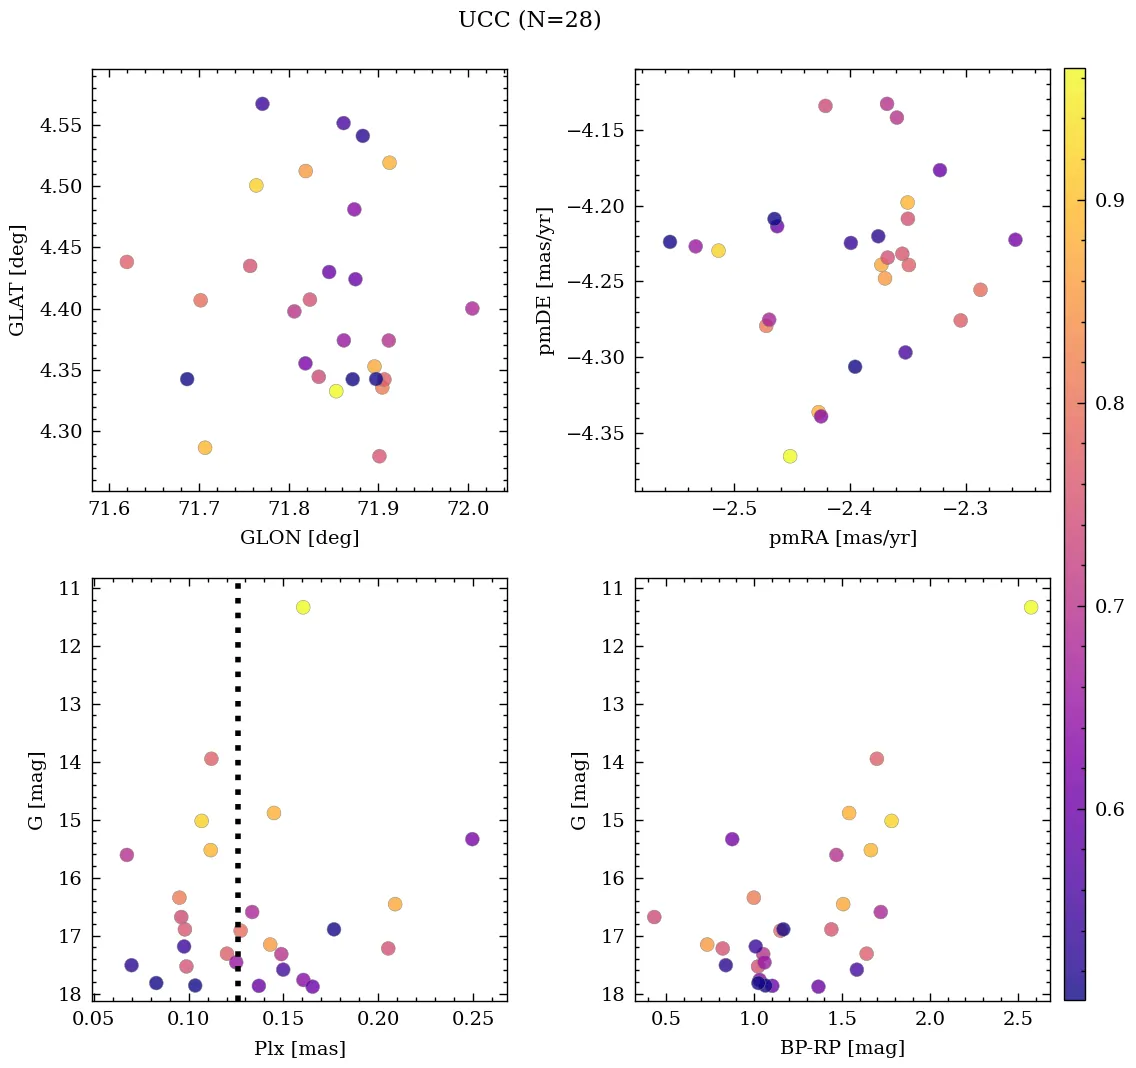 UCC (N=28)
4.55
4.50
4.45
4.40
4.35
4.30
GLAT [deg]
71.6 71.7 71.8 71.9 72.0
GLON [deg]
−4.15
−4.20
−4.25
−4.30
−4.35
pmDE [mas/yr]
−2.5 −2.4 −2.3
pmRA [mas/yr]
0.9
0.8
0.7
0.6
11
12
13
14
15
16
17
18
G [mag]
0.05 0.10 0.15 0.20 0.25
Plx [mas]
11
12
13
14
15
16
17
18
G [mag]
0.5 1.0 1.5 2.0 2.5
BP-RP [mag]